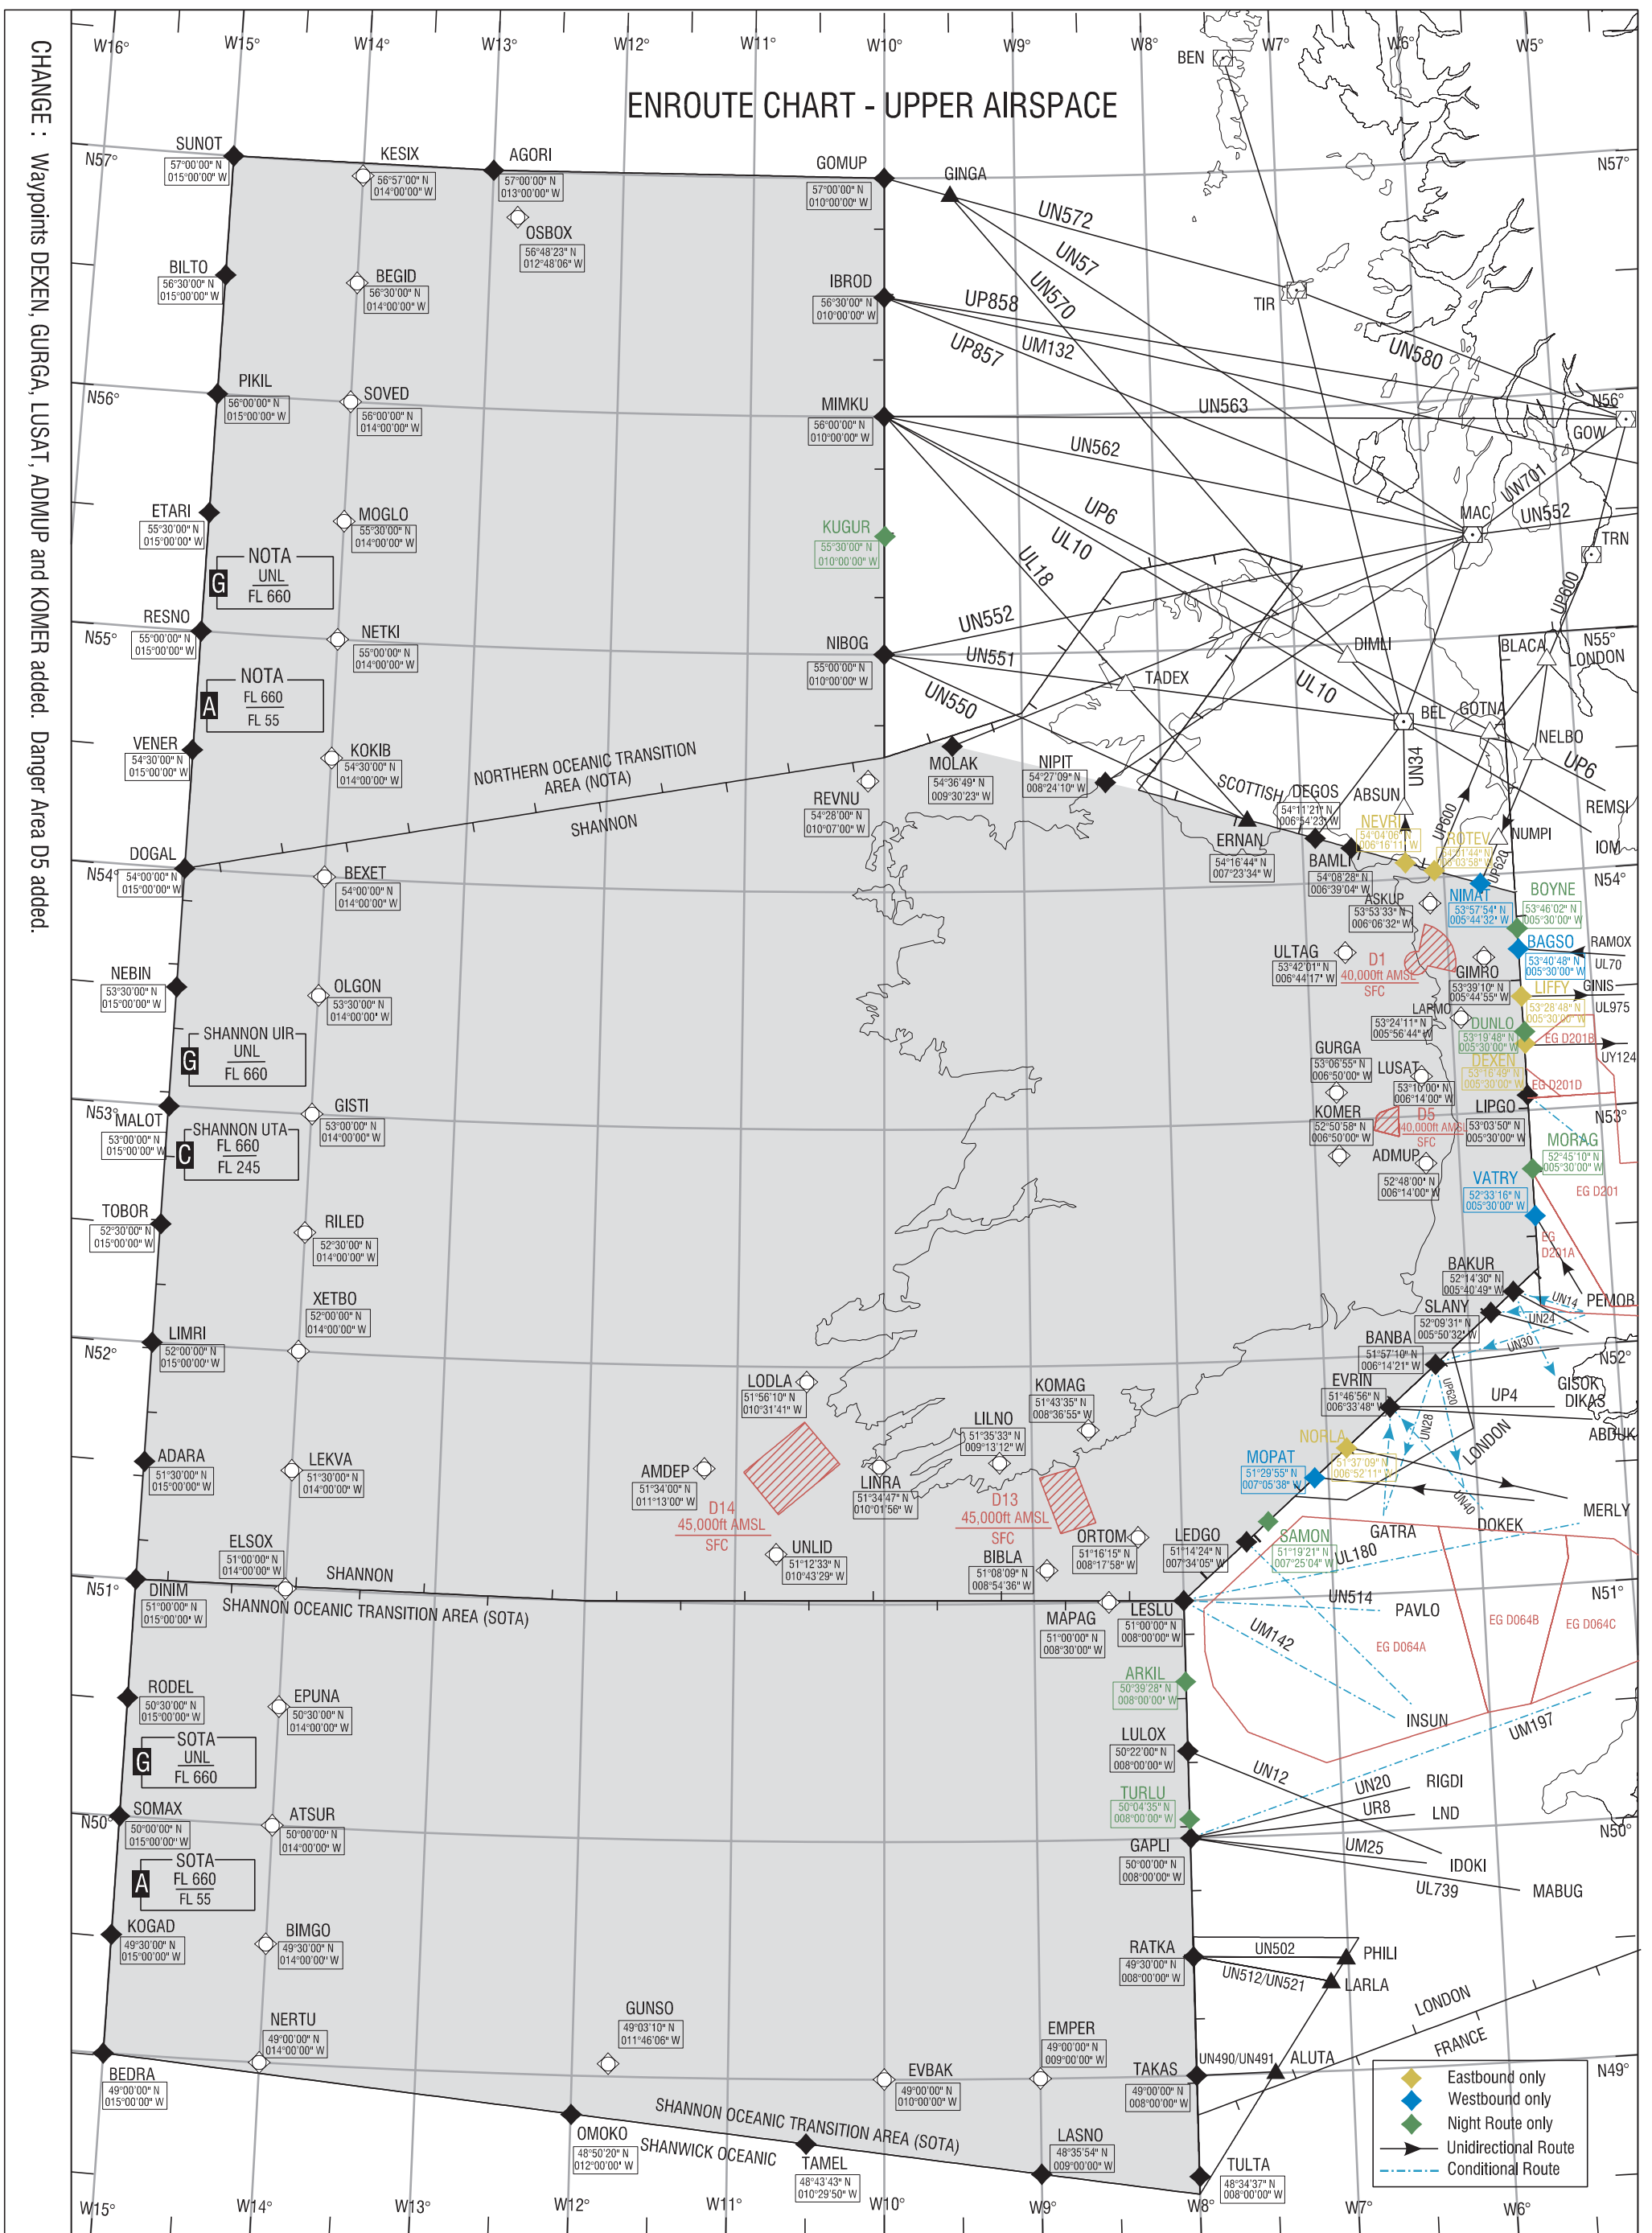 CHANGE : Waypoints DEXEN, GURGA, LUSAT, ADMUP and KOMER added. Danger Area D5 added.
W16° W15° W14° W13° W12° W11° W10° W9° W8° W7° W6° W5°
ENROUTE CHART - UPPER AIRSPACE
BEN
N57°
SUNOT
57°00'00" N
015°00'00" W
KESIX
56°57'00" N
014°00'00" W
AGORI
57°00'00" N
013°00'00" W
OSBOX
56°48'23" N
012°48'06" W
GOMUP
57°00'00" N
010°00'00" W
GINGA
UN572
UN57
UN570
TIR
N57°
BILTO
56°30'00" N
015°00'00" W
BEGID
56°30'00" N
014°00'00" W
IBROD
56°30'00" N
010°00'00" W
UP858
UM132
UP857
UN580
N56°
PIKIL
56°00'00" N
015°00'00" W
SOVED
56°00'00" N
014°00'00" W
MIMKU
56°00'00" N
010°00'00" W
UN563
UN562
N56°
GOW
UW701
MAC
UN552
TRN
UP6
UL10
UL18
UP600
ETARI
55°30'00" N
015°00'00" W
MOGLO
55°30'00" N
014°00'00" W
KUGUR
55°30'00" N
010°00'00" W
NOTA
G
UNL
FL 660
N55°
RESNO
55°00'00" N
015°00'00" W
NETKI
55°00'00" N
014°00'00" W
NIBOG
55°00'00" N
010°00'00" W
UN552
UN551
UN550
TADEX
DIMLI
UL10
BLACA
N55°
LONDON
BEL
GOTNA
NELBO
UP6
REMSI
IOM
NOTA
A
FL 660
FL 55
VENER
54°30'00" N
015°00'00" W
KOKIB
54°30'00" N
014°00'00" W
NORTHERN OCEANIC TRANSITION
AREA (NOTA)
SHANNON
REVNU
54°28'00" N
010°07'00" W
MOLAK
54°36'49" N
009°30'23" W
NIPIT
54°27'09" N
008°24'10" W
SCOTTISH
ERNAN
54°16'44" N
007°23'34" W
DEGOS
54°11'21" N
006°54'23" W
BAMLI
54°08'28" N
006°39'04" W
ABSUN
UN34
NEVRI
54°04'06" N
006°16'11" W
UP600
ROTEV
UP620
NUMPI
N54°
DOGAL
54°00'00" N
015°00'00" W
BEXET
54°00'00" N
014°00'00" W
ASKUP
53°53'33" N
006°06'32" W
NIMAT
53°57'54" N
005°44'32" W
N54°
BOYNE
53°46'02" N
005°30'00" W
BAGSO
53°40'48" N
005°30'00" W
RAMOX
UL70
ULTAG
53°42'01" N
006°44'17" W
D1
40,000ft AMSL
SFC
GIMRO
53°39'10" N
005°44'55" W
LIFFY
53°28'48" N
005°30'00" W
GINIS
UL975
NEBIN
53°30'00" N
015°00'00" W
OLGON
53°30'00" N
014°00'00" W
LAPMO
53°24'11" N
005°56'44" W
DUNLO
53°19'48" N
005°30'00" W
EG D201B
UY124
DEXEN
53°16'49" N
005°30'00" W
SHANNON UIR
G
UNL
FL 660
GURGA
53°06'55" N
006°50'00" W
LUSAT
53°10'00" N
006°14'00" W
EG D201D
N53°
MALOT
53°00'00" N
015°00'00" W
GISTI
53°00'00" N
014°00'00" W
KOMER
52°50'58" N
006°50'00" W
D5
40,000ft AMSL
SFC
LIPGO
53°03'50" N
005°30'00" W
N53°
SHANNON UTA
C
FL 660
FL 245
ADMUP
52°48'00" N
006°14'00" W
MORAG
52°45'10" N
005°30'00" W
VATRY
52°33'16" N
005°30'00" W
EG D201
TOBOR
52°30'00" N
015°00'00" W
RILED
52°30'00" N
014°00'00" W
EG
D201A
BAKUR
52°14'30" N
005°40'49" W
PEMOB
UN14
UN24
SLANY
52°09'31" N
005°50'32" W
XETBO
52°00'00" N
014°00'00" W
LIMRI
52°00'00" N
015°00'00" W
N52°
BANBA
51°57'10" N
006°14'21" W
UN30
N52°
LODLA
51°56'10" N
010°31'41" W
KOMAG
51°43'35" N
008°36'55" W
EVRIN
51°46'56" N
006°33'48" W
UP620
UP4
GISOK
DIKAS
LILNO
51°35'33" N
009°13'12" W
UN28
LONDON
ABDUK
NORLA
51°37'09" N
006°52'11" W
ADARA
51°30'00" N
015°00'00" W
LEKVA
51°30'00" N
014°00'00" W
AMDEP
51°34'00" N
011°13'00" W
LINRA
51°34'47" N
010°01'56" W
MOPAT
51°29'55" N
007°05'38" W
UN40
MERLY
D14
45,000ft AMSL
SFC
D13
45,000ft AMSL
SFC
UNLID
51°12'33" N
010°43'29" W
BIBLA
51°08'09" N
008°54'36" W
ORTOM
51°16'15" N
008°17'58" W
LEDGO
51°14'24" N
007°34'05" W
SAMON
51°19'21" N
007°25'04" W
GATRA
DOKEK
UL180
ELSOX
51°00'00" N
014°00'00" W
N51°
DINIM
51°00'00" N
015°00'00" W
SHANNON
SHANNON OCEANIC TRANSITION AREA (SOTA)
MAPAG
51°00'00" N
008°30'00" W
LESLU
51°00'00" N
008°00'00" W
UN514
PAVLO
UM142
EG D064A
EG D064B
EG D064C
N51°
ARKIL
50°39'28" N
008°00'00" W
RODEL
50°30'00" N
015°00'00" W
EPUNA
50°30'00" N
014°00'00" W
INSUN
UM197
LULOX
50°22'00" N
008°00'00" W
SOTA
G
UNL
FL 660
UN12
TURLU
50°04'35" N
008°00'00" W
UN20
RIGDI
UR8
LND
N50°
SOMAX
50°00'00" N
015°00'00" W
ATSUR
50°00'00" N
014°00'00" W
GAPLI
50°00'00" N
008°00'00" W
UM25
IDOKI
UL739
MABUG
N50°
SOTA
A
FL 660
FL 55
KOGAD
49°30'00" N
015°00'00" W
BIMGO
49°30'00" N
014°00'00" W
RATKA
49°30'00" N
008°00'00" W
UN502
PHILI
UN512/UN521
LARLA
LONDON
FRANCE
NERTU
49°00'00" N
014°00'00" W
GUNSO
49°03'10" N
011°46'06" W
EMPER
49°00'00" N
009°00'00" W
BEDRA
49°00'00" N
015°00'00" W
EVBAK
49°00'00" N
010°00'00" W
TAKAS
49°00'00" N
008°00'00" W
UN490/UN491
ALUTA
N49°
OMOKO
48°50'20" N
012°00'00" W
SHANNON OCEANIC TRANSITION AREA (SOTA)
SHANWICK OCEANIC
TAMEL
48°43'43" N
010°29'50" W
LASNO
48°35'54" N
009°00'00" W
TULTA
48°34'37" N
008°00'00" W
Eastbound only
Westbound only
Night Route only
Unidirectional Route
Conditional Route
W15° W14° W13° W12° W11° W10° W9° W8° W7° W6°